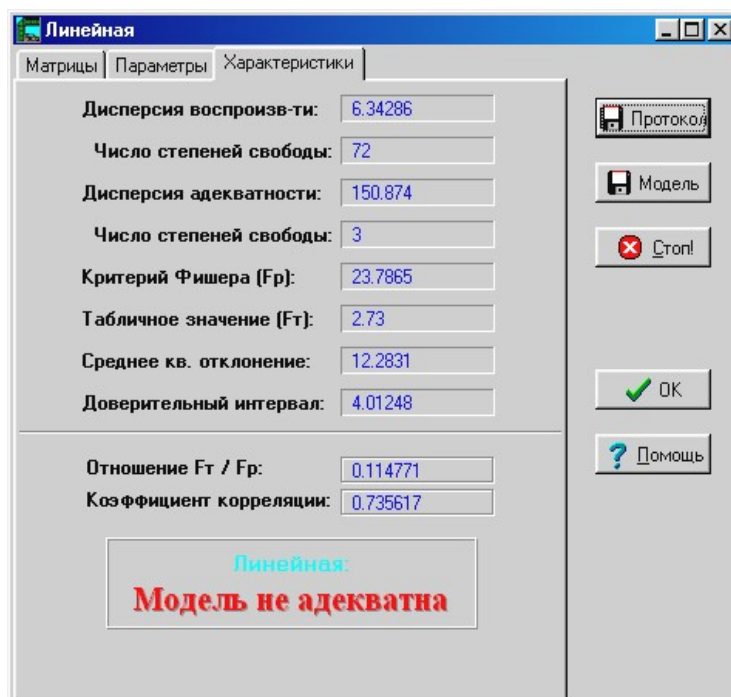 Линейная
Матрицы Параметры Характеристики
Дисперсия воспроизв-ти: 6.34286
Число степеней свободы: 72
Дисперсия адекватности: 150.874
Число степеней свободы: 3
Критерий Фишера (Fр): 23.7865
Табличное значение (Fт): 2.73
Среднее кв. отклонение: 12.2831
Доверительный интервал: 4.01248
Отношение Fт / Fр: 0.114771
Коэффициент корреляции: 0.735617
Линейная:
Модель не адекватна
Протокол
Модель
Стоп!
OK
Помощь